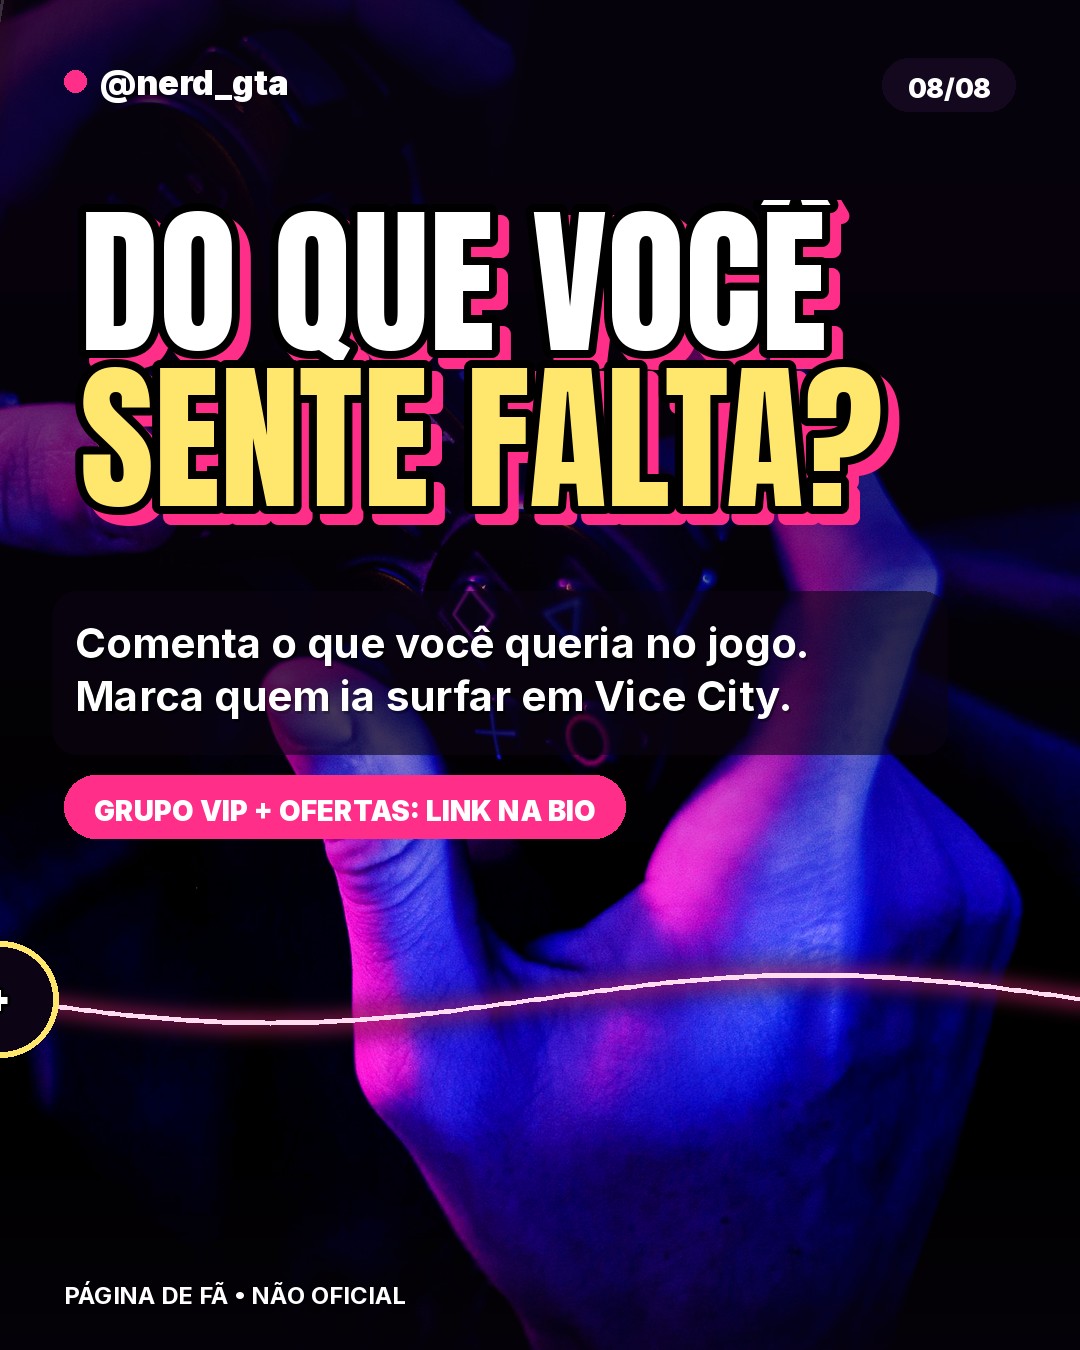 @nerd_gta
08/08
DO QUE VOCÊ
SENTE FALTA?
Comenta o que você queria no jogo.
Marca quem ia surfar em Vice City.
GRUPO VIP + OFERTAS: LINK NA BIO
+
PÁGINA DE FÃ • NÃO OFICIAL